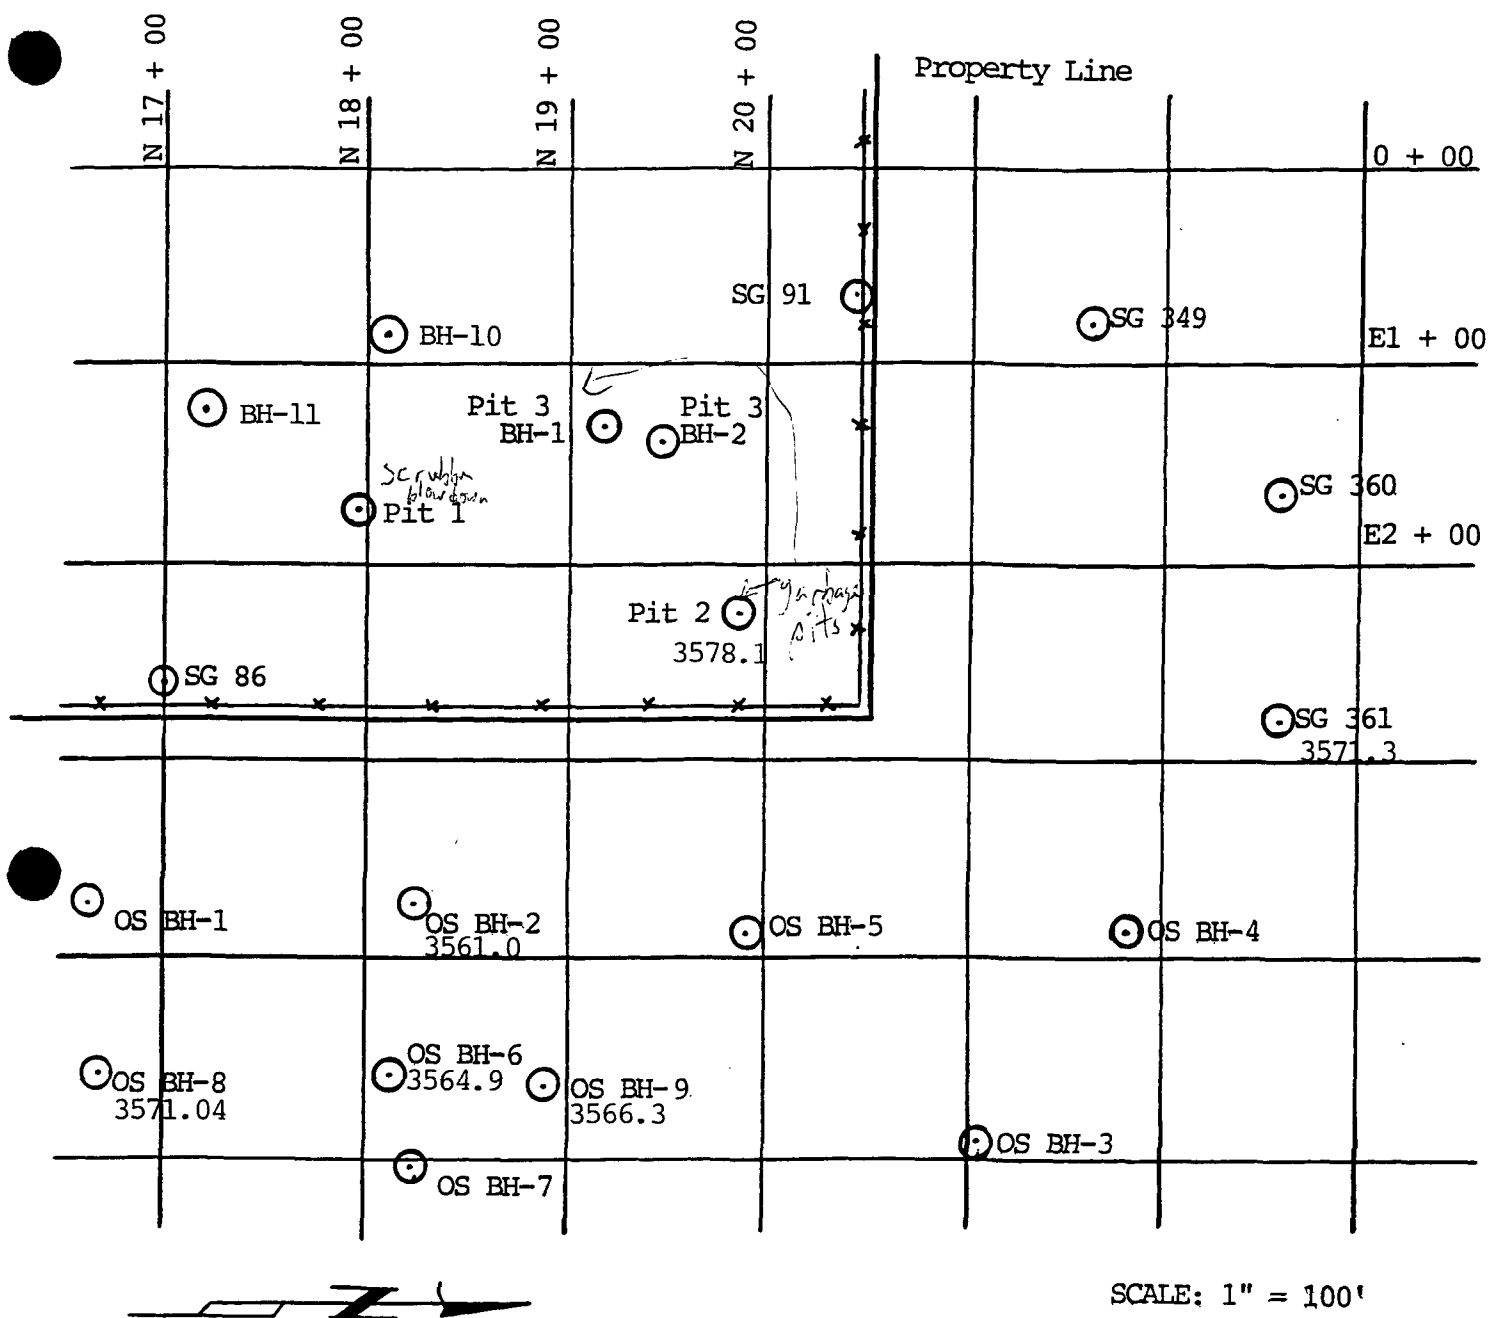 N 17 + 00
N 18 + 00
N 19 + 00
N 20 + 00
Property Line
0 + 00
SG 91
SG 349
BH-10
E1 + 00
BH-11
Pit 3
BH-1
Pit 3
BH-2
Scrubber
blowdown
Pit 1
SG 360
E2 + 00
garbage
pits
Pit 2
3578.1
SG 86
SG 361
3571.3
OS BH-1
OS BH-2
3561.0
OS BH-5
OS BH-4
OS BH-6
3564.9
OS BH-8
3571.04
OS BH-9
3566.3
OS BH-3
OS BH-7
N
SCALE: 1" = 100'